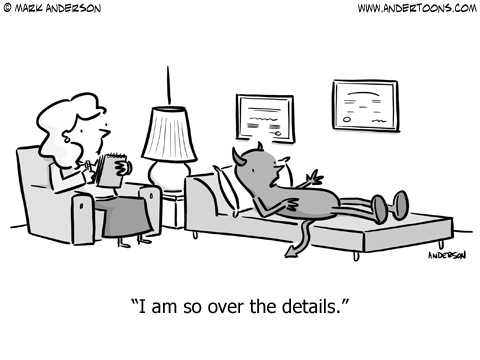 © MARK ANDERSON
WWW.ANDERTOONS.COM
ANDERSON
“I am so over the details.”